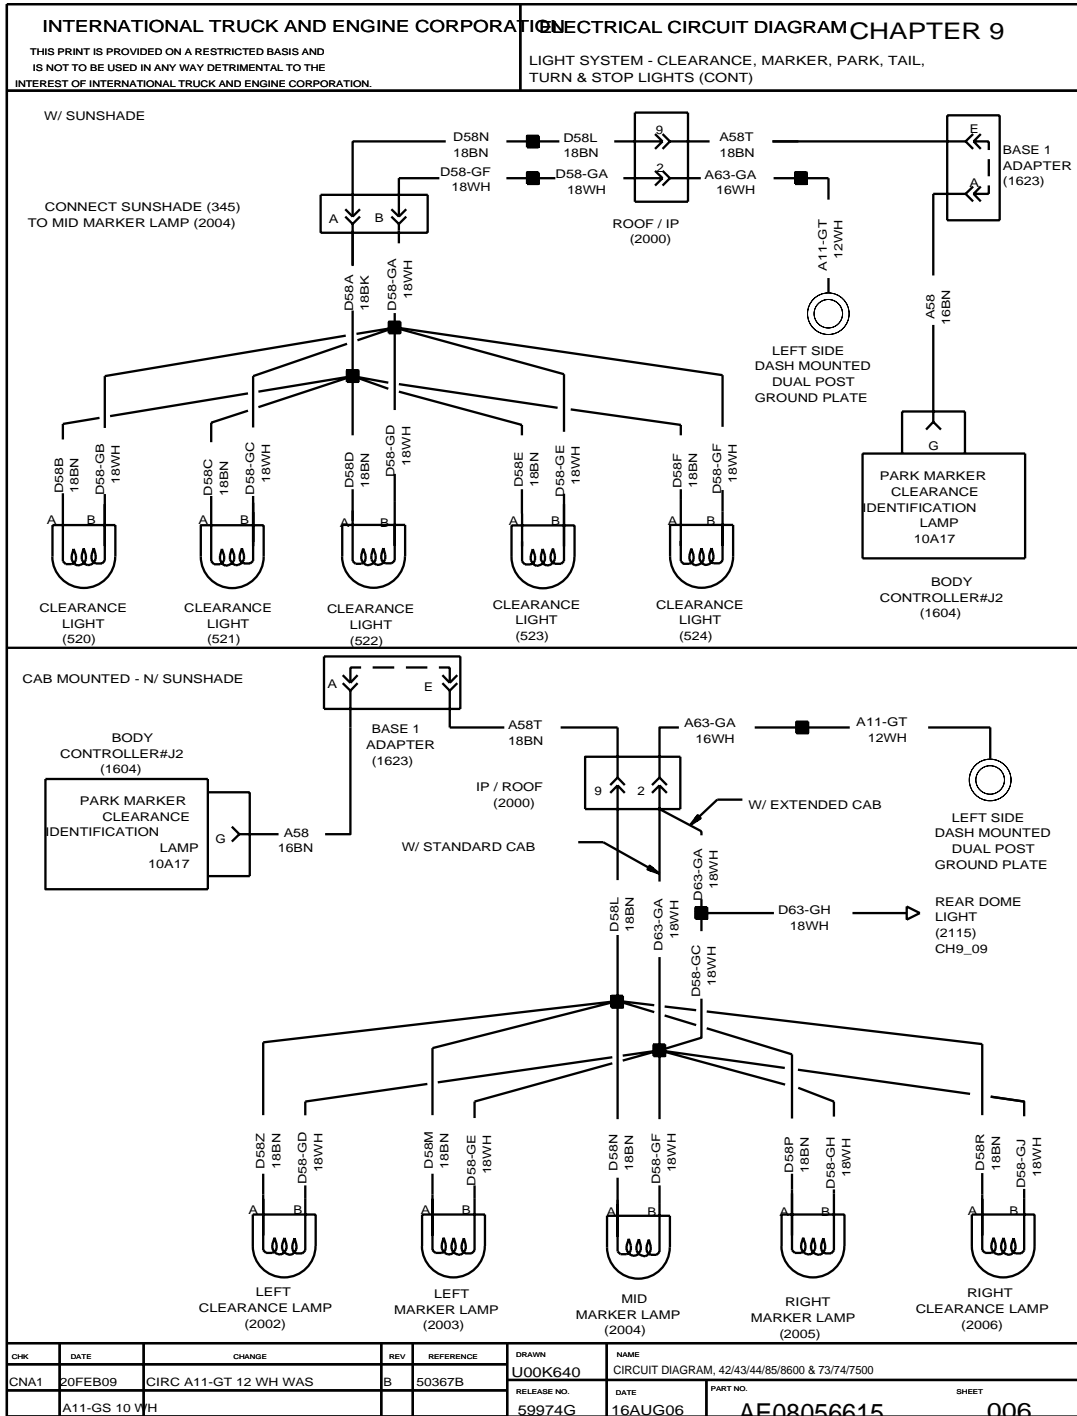 INTERNATIONAL TRUCK AND ENGINE CORPORATION
THIS PRINT IS PROVIDED ON A RESTRICTED BASIS AND
IS NOT TO BE USED IN ANY WAY DETRIMENTAL TO THE
INTEREST OF INTERNATIONAL TRUCK AND ENGINE CORPORATION.
ELECTRICAL CIRCUIT DIAGRAM CHAPTER 9
LIGHT SYSTEM - CLEARANCE, MARKER, PARK, TAIL,
TURN & STOP LIGHTS (CONT)
W/ SUNSHADE
D58N
18BN
D58L
18BN
9
A58T
18BN
E
BASE 1
ADAPTER
(1623)
A
D58-GF
18WH
D58-GA
18WH
2
A63-GA
16WH
ROOF / IP
(2000)
CONNECT SUNSHADE (345)
TO MID MARKER LAMP (2004)
A
B
A11-GT
12WH
D58A
18BK
D58-GA
18WH
A58
16BN
LEFT SIDE
DASH MOUNTED
DUAL POST
GROUND PLATE
G
PARK MARKER
CLEARANCE
IDENTIFICATION
LAMP
10A17
BODY
CONTROLLER#J2
(1604)
D58B
18BN
D58-GB
18WH
D58C
18BN
D58-GC
18WH
D58D
18BN
D58-GD
18WH
D58E
18BN
D58-GE
18WH
D58F
18BN
D58-GF
18WH
A B
A B
A B
A B
A B
CLEARANCE
LIGHT
(520)
CLEARANCE
LIGHT
(521)
CLEARANCE
LIGHT
(522)
CLEARANCE
LIGHT
(523)
CLEARANCE
LIGHT
(524)
CAB MOUNTED - N/ SUNSHADE
A
E
BASE 1
ADAPTER
(1623)
BODY
CONTROLLER#J2
(1604)
PARK MARKER
CLEARANCE
IDENTIFICATION
LAMP
10A17
G
A58
16BN
A58T
18BN
A63-GA
16WH
A11-GT
12WH
IP / ROOF
(2000)
9
2
W/ EXTENDED CAB
W/ STANDARD CAB
LEFT SIDE
DASH MOUNTED
DUAL POST
GROUND PLATE
D58L
18BN
D63-GA
18WH
D63-GA
18WH
D63-GH
18WH
REAR DOME
LIGHT
(2115)
CH9_09
D58-GC
18WH
D58Z
18BN
D58-GD
18WH
D58M
18BN
D58-GE
18WH
D58N
18BN
D58-GF
18WH
D58P
18BN
D58-GH
18WH
D58R
18BN
D58-GJ
18WH
A B
A B
A B
A B
A B
LEFT
CLEARANCE LAMP
(2002)
LEFT
MARKER LAMP
(2003)
MID
MARKER LAMP
(2004)
RIGHT
MARKER LAMP
(2005)
RIGHT
CLEARANCE LAMP
(2006)
CHK DATE CHANGE REV REFERENCE
CNA1 20FEB09 CIRC A11-GT 12 WH WAS B 50367B
A11-GS 10 WH
DRAWN
U00K640
NAME
CIRCUIT DIAGRAM, 42/43/44/85/8600 & 73/74/7500
RELEASE NO.
59974G
DATE
16AUG06
PART NO.
AE08056615
SHEET
006